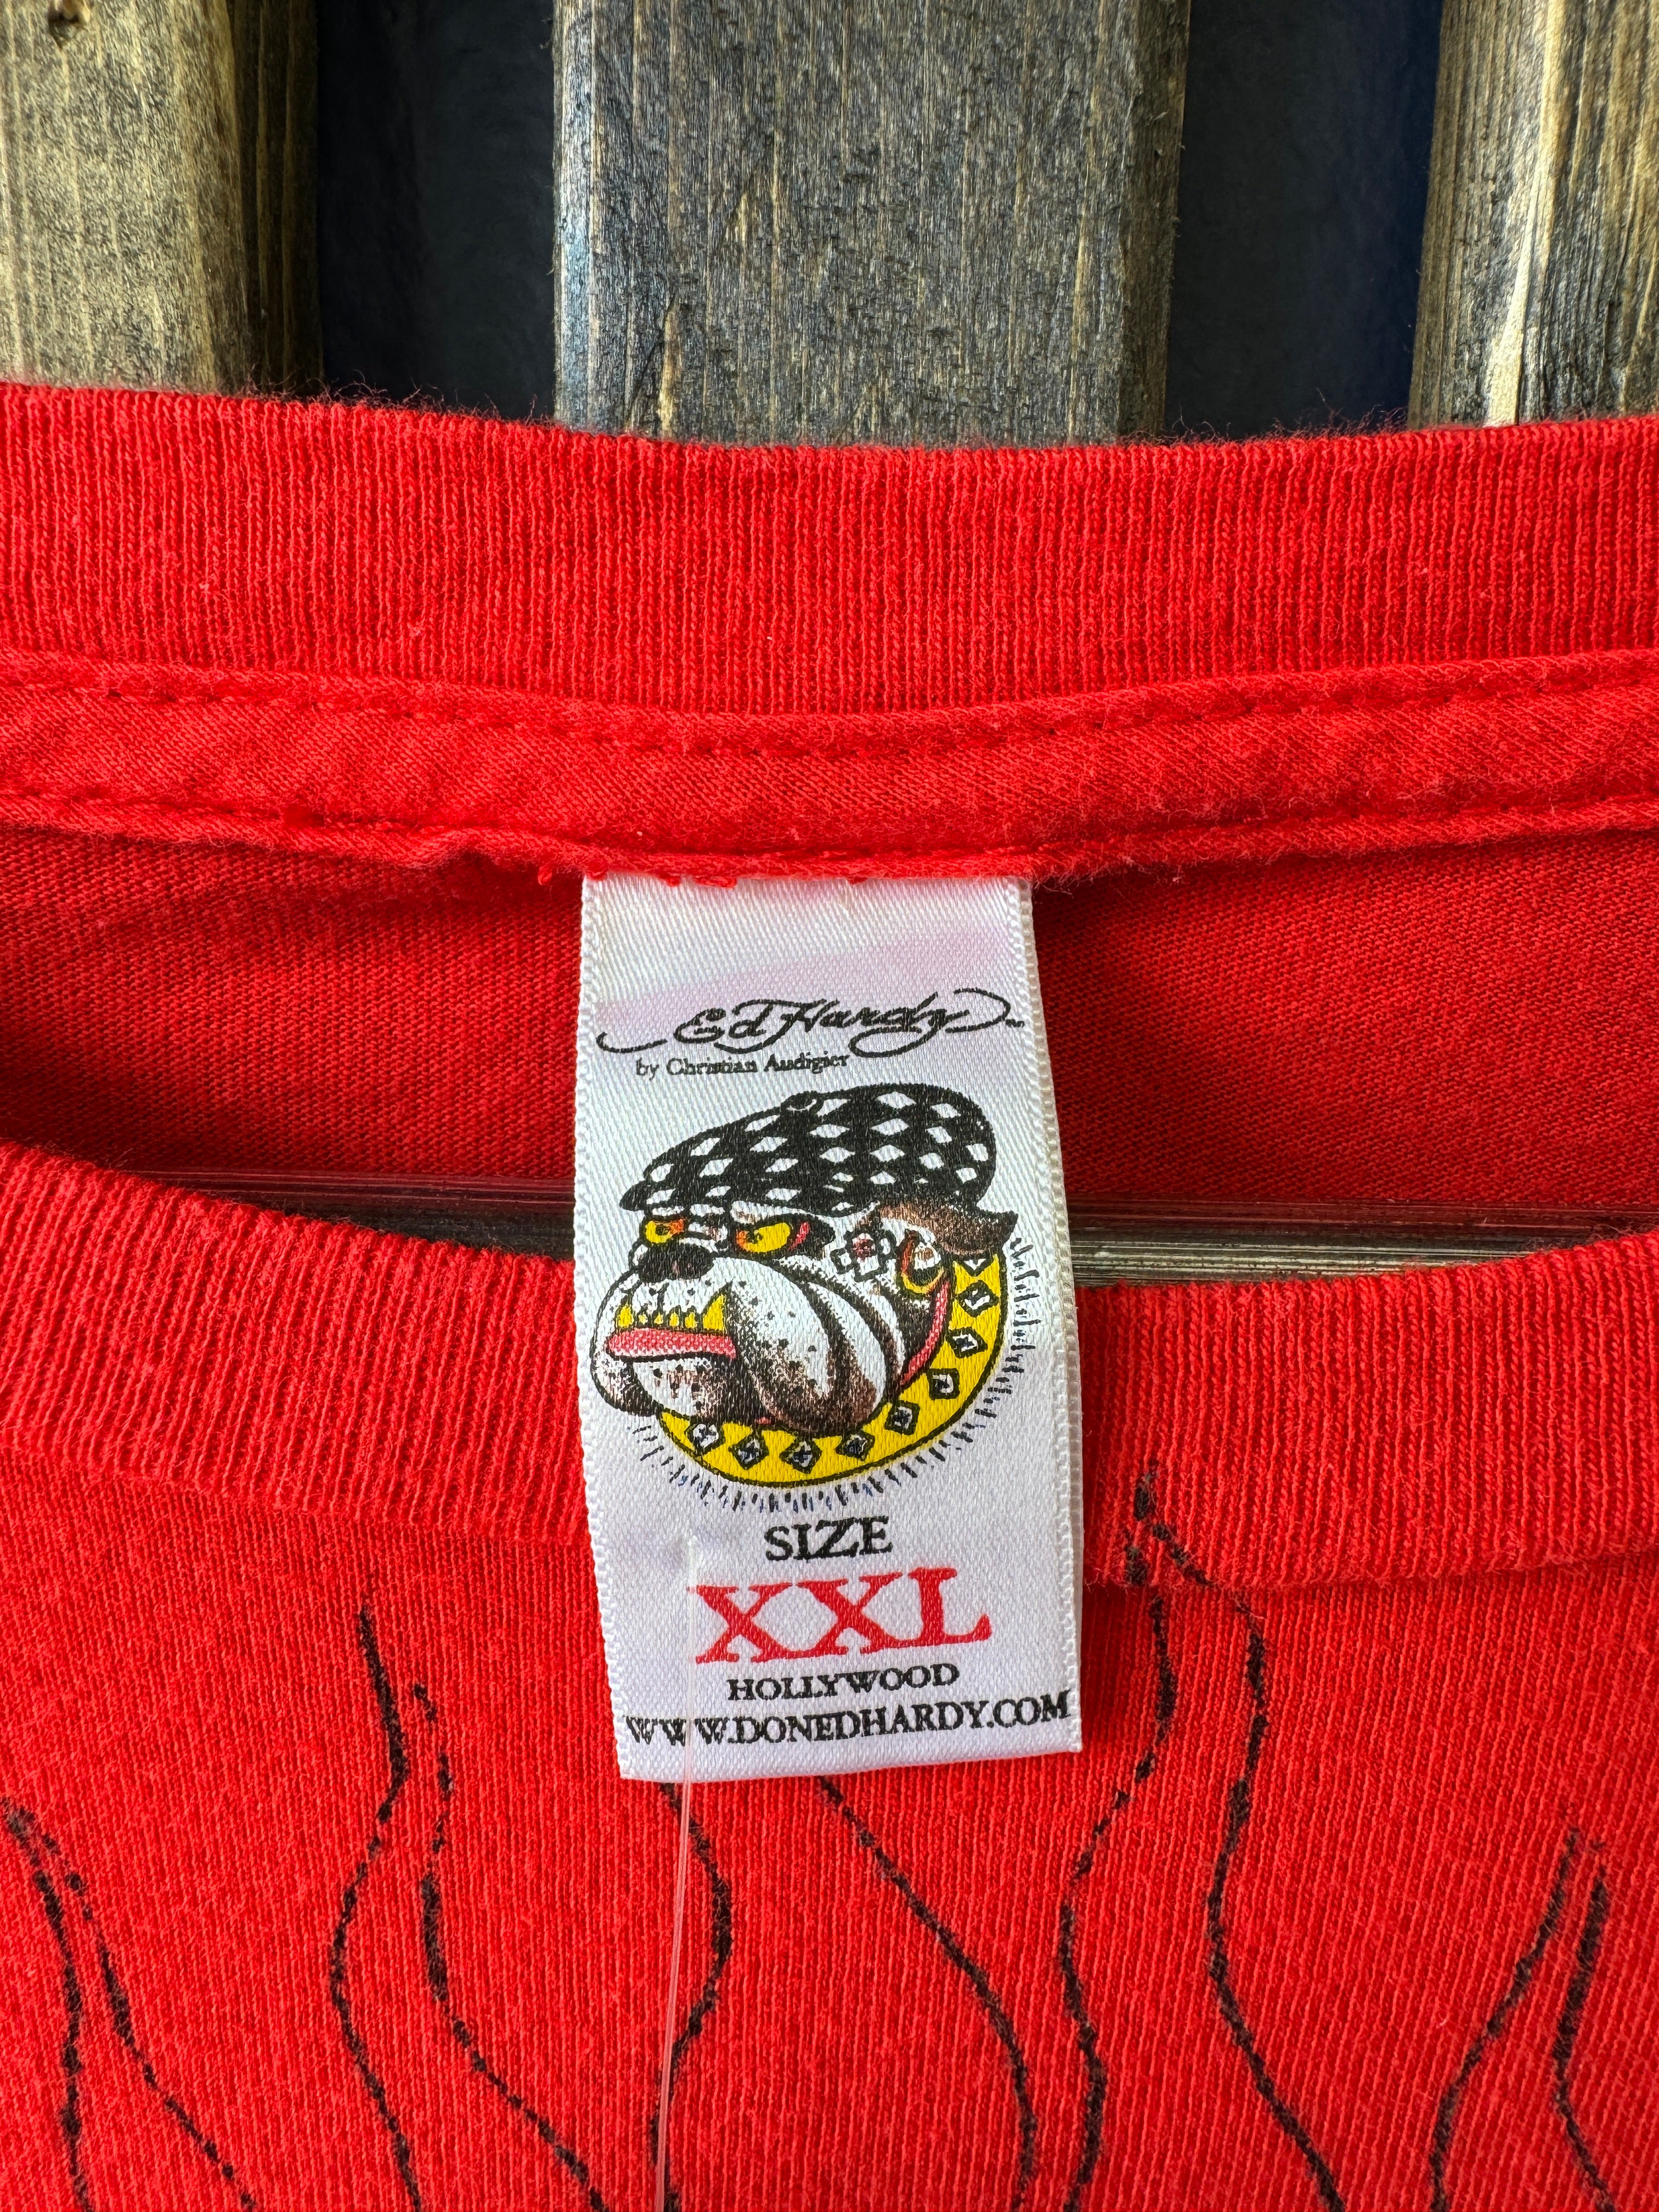 Ed Hardy
by Christian Audigier
SIZE
XXL
HOLLYWOOD
WWW.DONEDHARDY.COM